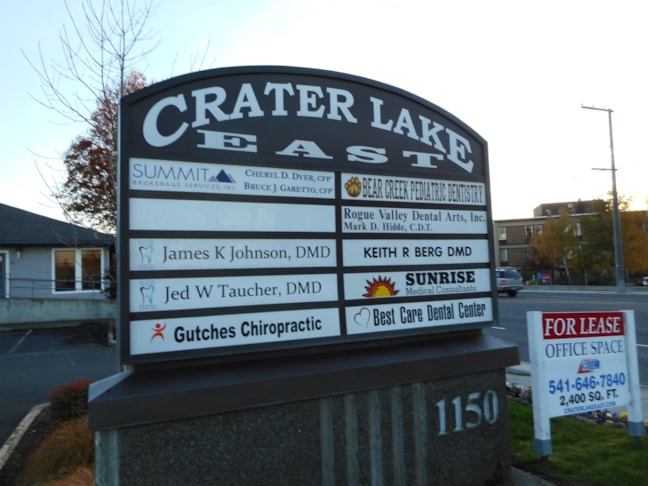 CRATER LAKE
EAST
SUMMIT
BROKERAGE SERVICES, INC.
CHERYL D. DYER, CFP
BRUCE J. GARETTO, CFP
James K Johnson, DMD
Jed W Taucher, DMD
Gutches Chiropractic
BEAR CREEK PEDIATRIC DENTISTRY
Rogue Valley Dental Arts, Inc.
Mark D. Hidde, C.D.T.
KEITH R BERG DMD
SUNRISE
Medical Consultants
Best Care Dental Center
1150
FOR LEASE
OFFICE SPACE
541-646-7840
2,400 SQ. FT.
CRATERLAKEEAST.COM